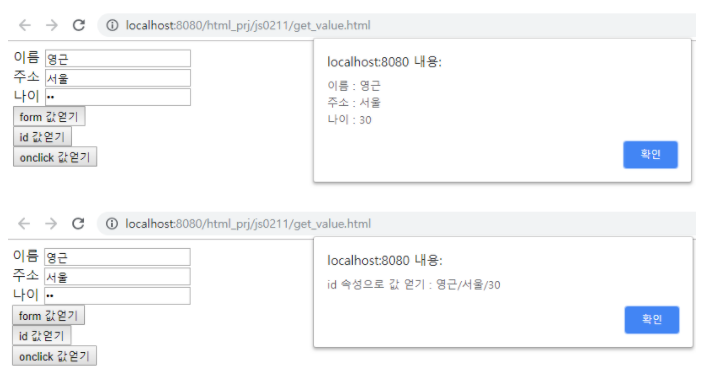 localhost:8080/html_prj/js0211/get_value.html
이름 영근
주소 서울
나이 ••
form 값얻기
id 값얻기
onclick 값얻기
localhost:8080 내용:
이름 : 영근
주소 : 서울
나이 : 30
확인
localhost:8080/html_prj/js0211/get_value.html
이름 영근
주소 서울
나이 ••
form 값얻기
id 값얻기
onclick 값얻기
localhost:8080 내용:
id 속성으로 값 얻기 : 영근/서울/30
확인